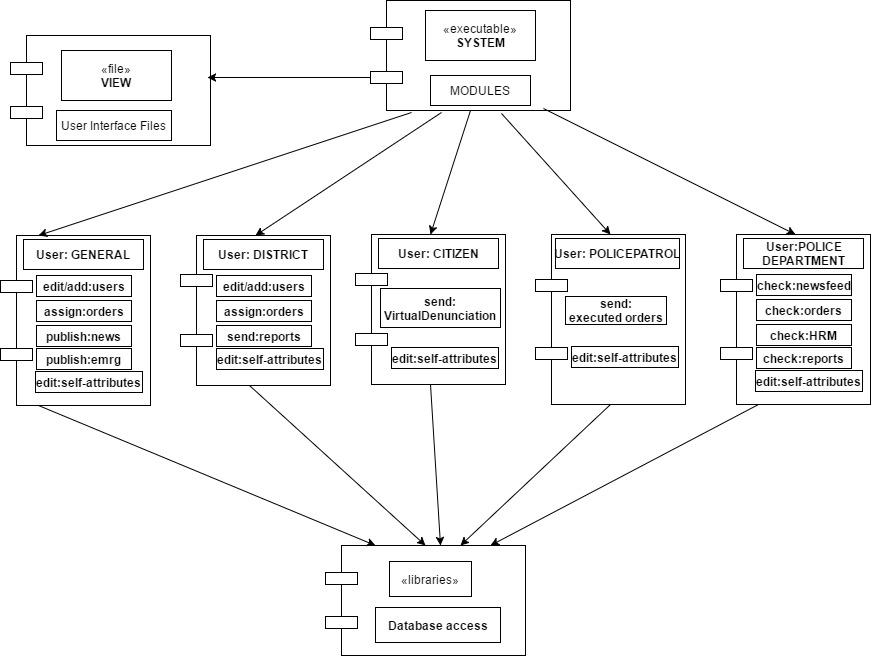 «executable»
SYSTEM
MODULES
«file»
VIEW
User Interface Files
User: GENERAL
edit/add:users
assign:orders
publish:news
publish:emrg
edit:self-attributes
User: DISTRICT
edit/add:users
assign:orders
send:reports
edit:self-attributes
User: CITIZEN
send:
VirtualDenunciation
edit:self-attributes
User: POLICEPATROL
send:
executed orders
edit:self-attributes
User:POLICE
DEPARTMENT
check:newsfeed
check:orders
check:HRM
check:reports
edit:self-attributes
«libraries»
Database access